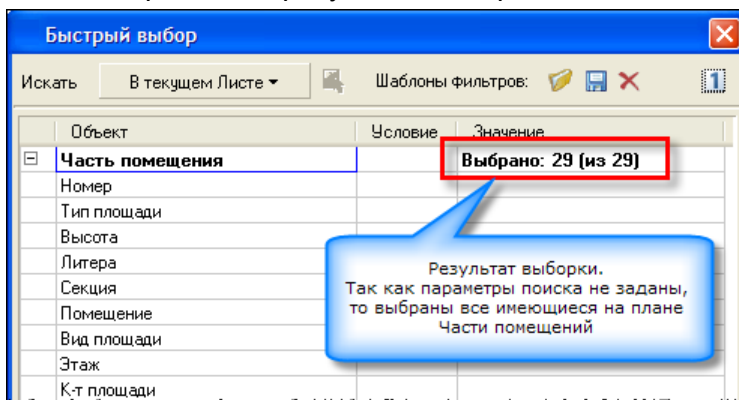 Быстрый выбор
Искать В текущем Листе Шаблоны фильтров: 1
Объект Условие Значение
Часть помещения Выбрано: 29 (из 29)
Номер
Тип площади
Высота
Литера
Секция
Помещение
Вид площади
Этаж
К-т площади
Результат выборки.
Так как параметры поиска не заданы,
то выбраны все имеющиеся на плане
Части помещений